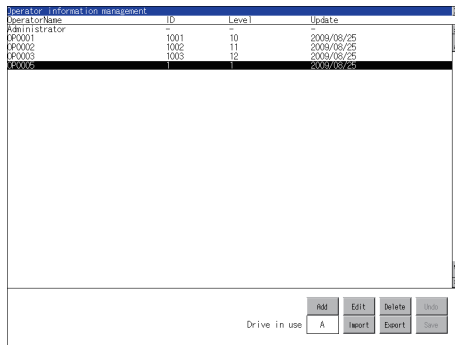 Operator information management
OperatorName ID Level Update
Administrator - - -
OP0001 1001 10 2009/08/25
OP0002 1002 11 2009/08/25
OP0003 1003 12 2009/08/25
OP0005 1 1 2009/08/25
Add Edit Delete Undo
Drive in use A Import Export Save